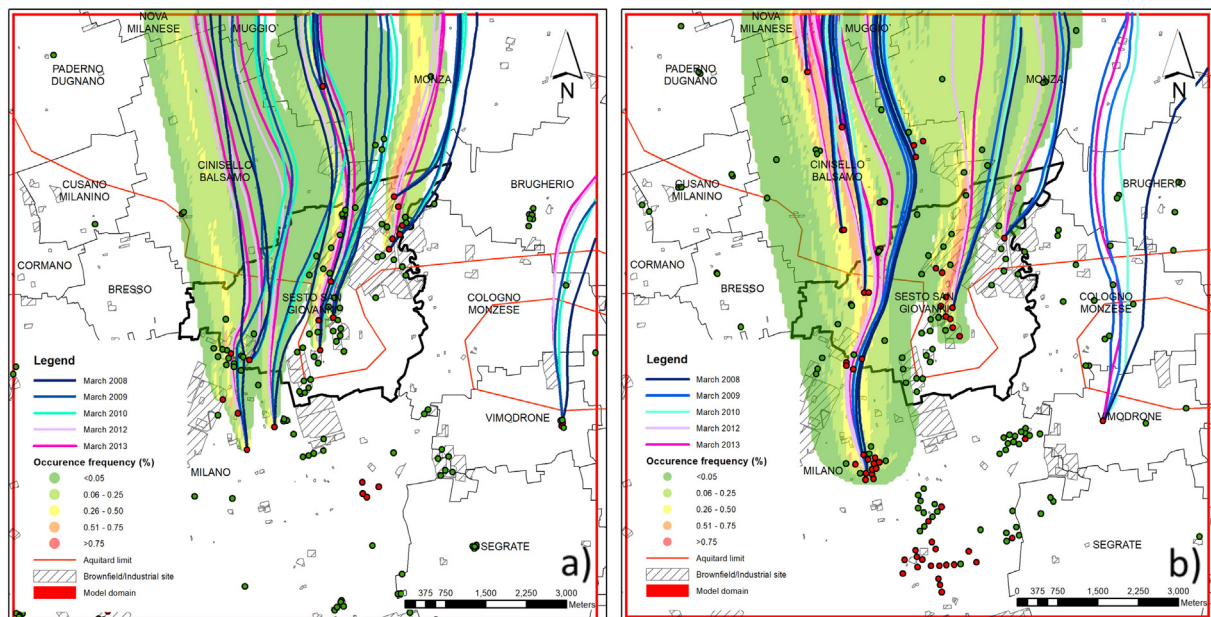 NOVA
MILANESE
MUGGIO'
PADERNO
DUGNANO
MONZA
N
CINISELLO
BALSAMO
CUSANO
MILANINO
BRUGHERIO
CORMANO
BRESSO
SESTO SAN
GIOVANNI
COLOGNO
MONZESE
Legend
March 2008
March 2009
March 2010
March 2012
March 2013
VIMODRONE
Occurence frequency (%)
<0.05
0.06 - 0.25
0.26 - 0.50
0.51 - 0.75
>0.75
MILANO
SEGRATE
a)
Aquitard limit
Brownfield/Industrial site
Model domain
0 375 750 1,500 2,250 3,000
Meters
NOVA
MILANESE
MUGGIO'
PADERNO
DUGNANO
MONZA
N
CINISELLO
BALSAMO
CUSANO
MILANINO
BRUGHERIO
CORMANO
BRESSO
SESTO SAN
GIOVANNI
COLOGNO
MONZESE
Legend
March 2008
March 2009
March 2010
March 2012
March 2013
VIMODRONE
Occurence frequency (%)
<0.05
0.06 - 0.25
0.26 - 0.50
0.51 - 0.75
>0.75
MILANO
SEGRATE
b)
Aquitard limit
Brownfield/Industrial site
Model domain
0 375 750 1,500 2,250 3,000
Meters